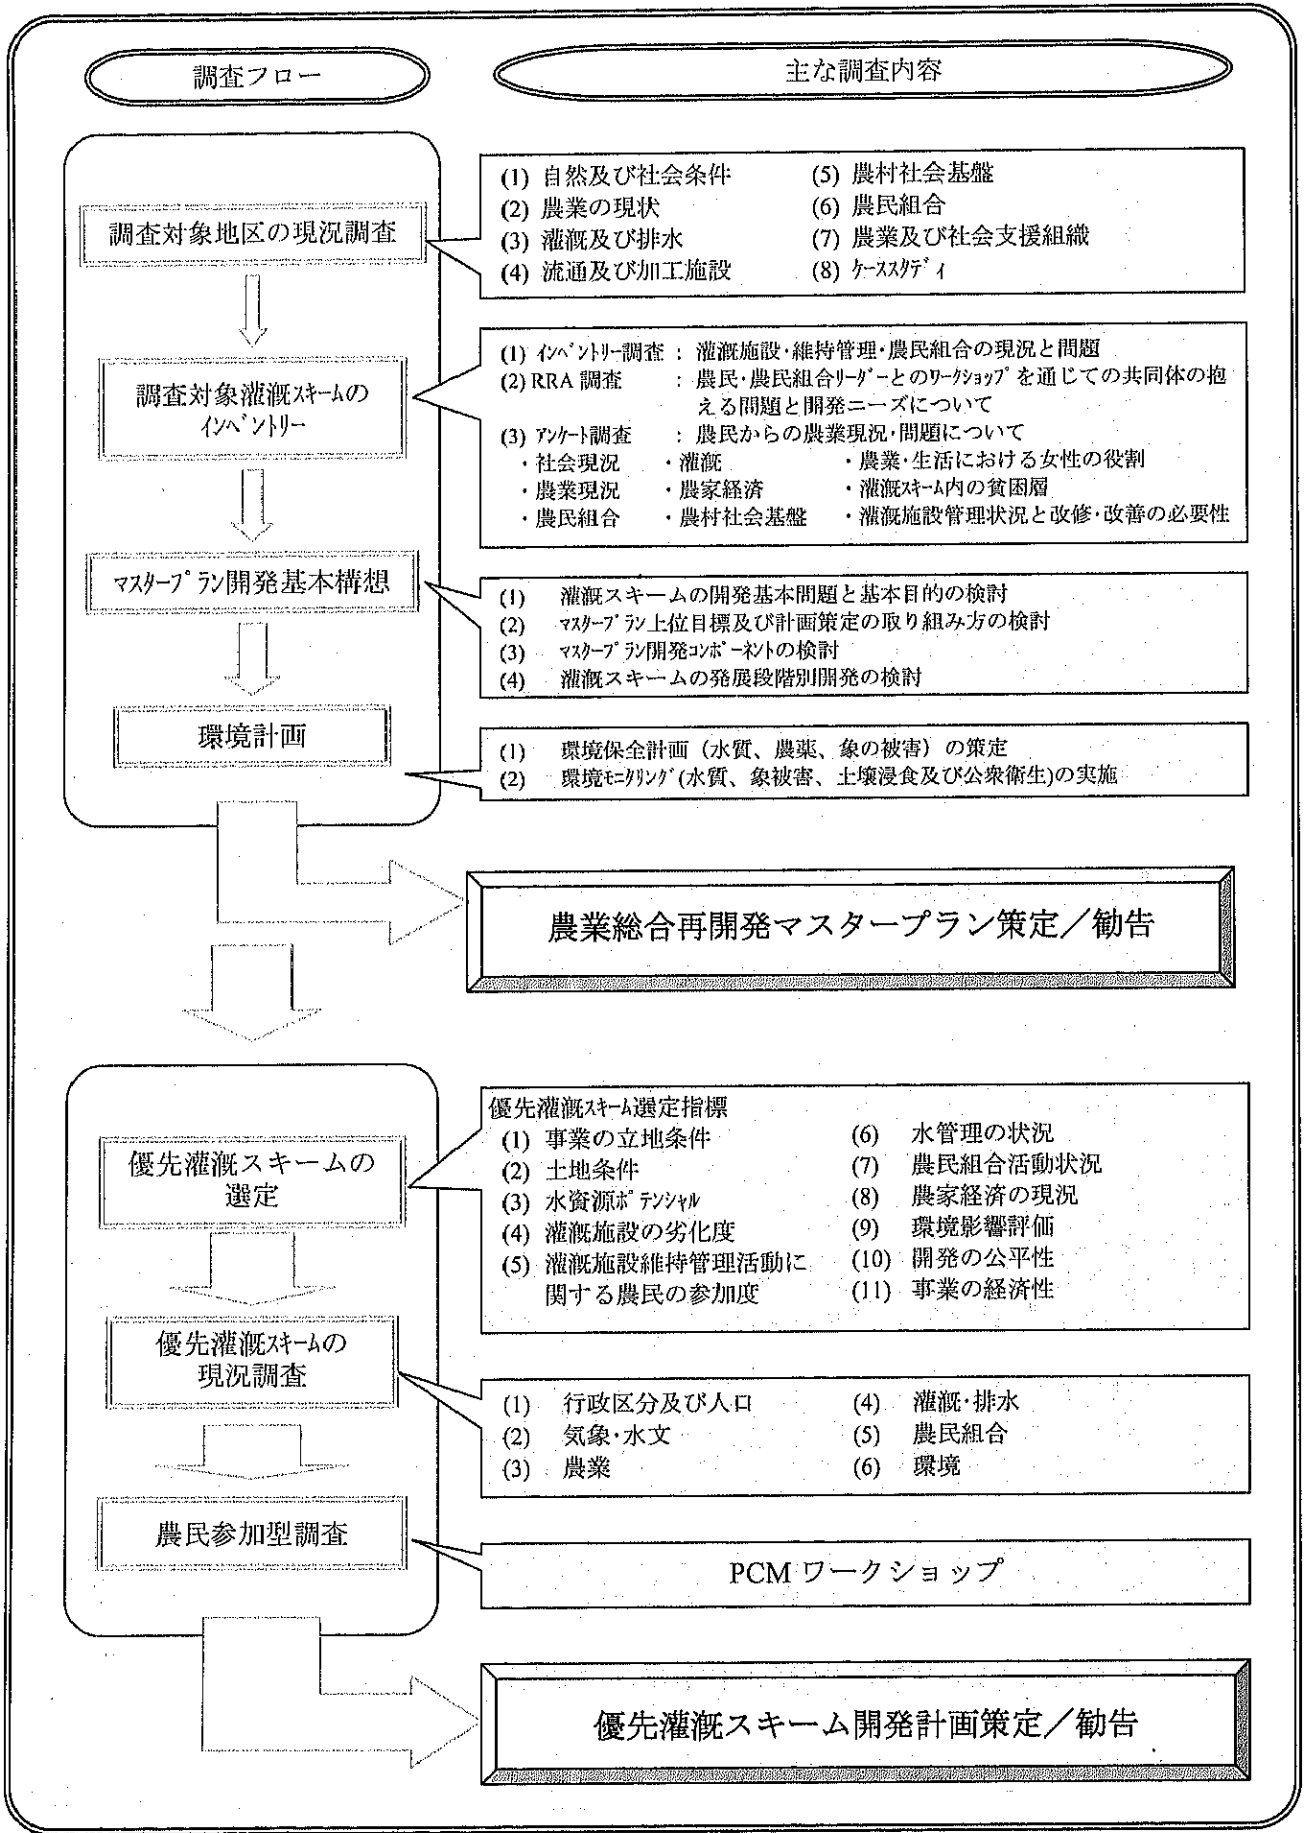 調査フロー
主な調査内容
調査対象地区の現況調査
(1) 自然及び社会条件 (5) 農村社会基盤
(2) 農業の現状 (6) 農民組合
(3) 灌漑及び排水 (7) 農業及び社会支援組織
(4) 流通及び加工施設 (8) ｹｰｽｽﾀﾃﾞｨ
調査対象灌漑ｽｷｰﾑの
ｲﾝﾍﾞﾝﾄﾘｰ
(1) ｲﾝﾍﾞﾝﾄﾘｰ調査 : 灌漑施設･維持管理･農民組合の現況と問題
(2) RRA 調査 : 農民･農民組合ﾘｰﾀﾞｰとのﾜｰｸｼｮｯﾌﾟを通じての共同体の抱
える問題と開発ニーズについて
(3) ｱﾝｹｰﾄ調査 : 農民からの農業現況･問題について
・社会現況 ・灌漑 ・農業･生活における女性の役割
・農業現況 ・農家経済 ・灌漑ｽｷｰﾑ内の貧困層
・農民組合 ・農村社会基盤 ・灌漑施設管理状況と改修･改善の必要性
ﾏｽﾀｰﾌﾟﾗﾝ開発基本構想
(1) 灌漑スキームの開発基本問題と基本目的の検討
(2) ﾏｽﾀｰﾌﾟﾗﾝ上位目標及び計画策定の取り組み方の検討
(3) ﾏｽﾀｰﾌﾟﾗﾝ開発ｺﾝﾎﾟｰﾈﾝﾄの検討
(4) 灌漑スキームの発展段階別開発の検討
環境計画
(1) 環境保全計画（水質、農薬、象の被害）の策定
(2) 環境ﾓﾆﾀﾘﾝｸﾞ(水質、象被害、土壌浸食及び公衆衛生)の実施
農業総合再開発マスタープラン策定／勧告
優先灌漑スキームの
選定
優先灌漑ｽｷｰﾑ選定指標
(1) 事業の立地条件 (6) 水管理の状況
(2) 土地条件 (7) 農民組合活動状況
(3) 水資源ﾎﾟﾃﾝｼｬﾙ (8) 農家経済の現況
(4) 灌漑施設の劣化度 (9) 環境影響評価
(5) 灌漑施設維持管理活動に (10) 開発の公平性
関する農民の参加度 (11) 事業の経済性
優先灌漑ｽｷｰﾑの
現況調査
(1) 行政区分及び人口 (4) 灌漑･排水
(2) 気象･水文 (5) 農民組合
(3) 農業 (6) 環境
農民参加型調査
PCM ワークショップ
優先灌漑スキーム開発計画策定／勧告